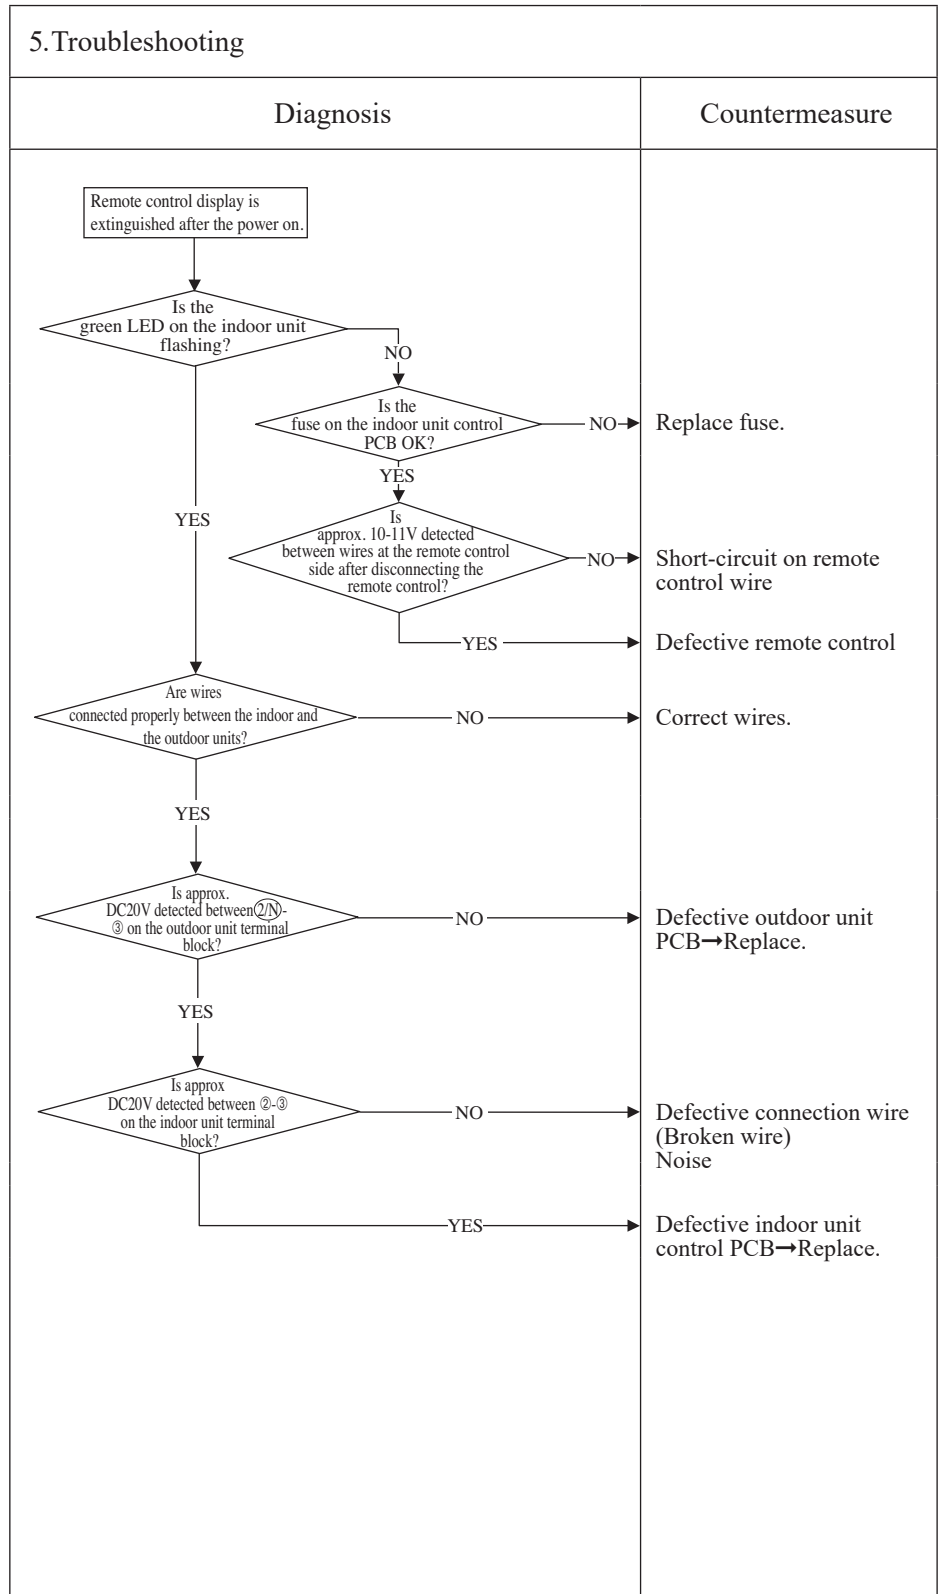 5.Troubleshooting
Diagnosis
Countermeasure
Remote control display is
extinguished after the power on.
Is the
green LED on the indoor unit
flashing?
NO
Is the
fuse on the indoor unit control
PCB OK?
NO
Replace fuse.
YES
YES
Is
approx. 10-11V detected
between wires at the remote control
side after disconnecting the
remote control?
NO
Short-circuit on remote
control wire
YES
Defective remote control
Are wires
connected properly between the indoor and
the outdoor units?
NO
Correct wires.
YES
Is approx.
DC20V detected between 2/N-
③ on the outdoor unit terminal
block?
NO
Defective outdoor unit
PCB→Replace.
YES
Is approx
DC20V detected between ②-③
on the indoor unit terminal
block?
NO
Defective connection wire
(Broken wire)
Noise
YES
Defective indoor unit
control PCB→Replace.